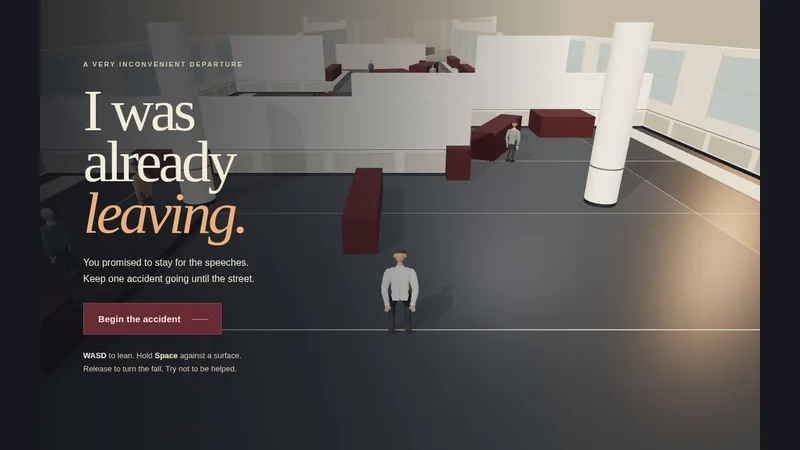 A VERY INCONVENIENT DEPARTURE
I was
already
leaving.
You promised to stay for the speeches.
Keep one accident going until the street.
Begin the accident
WASD to lean. Hold Space against a surface.
Release to turn the fall. Try not to be helped.